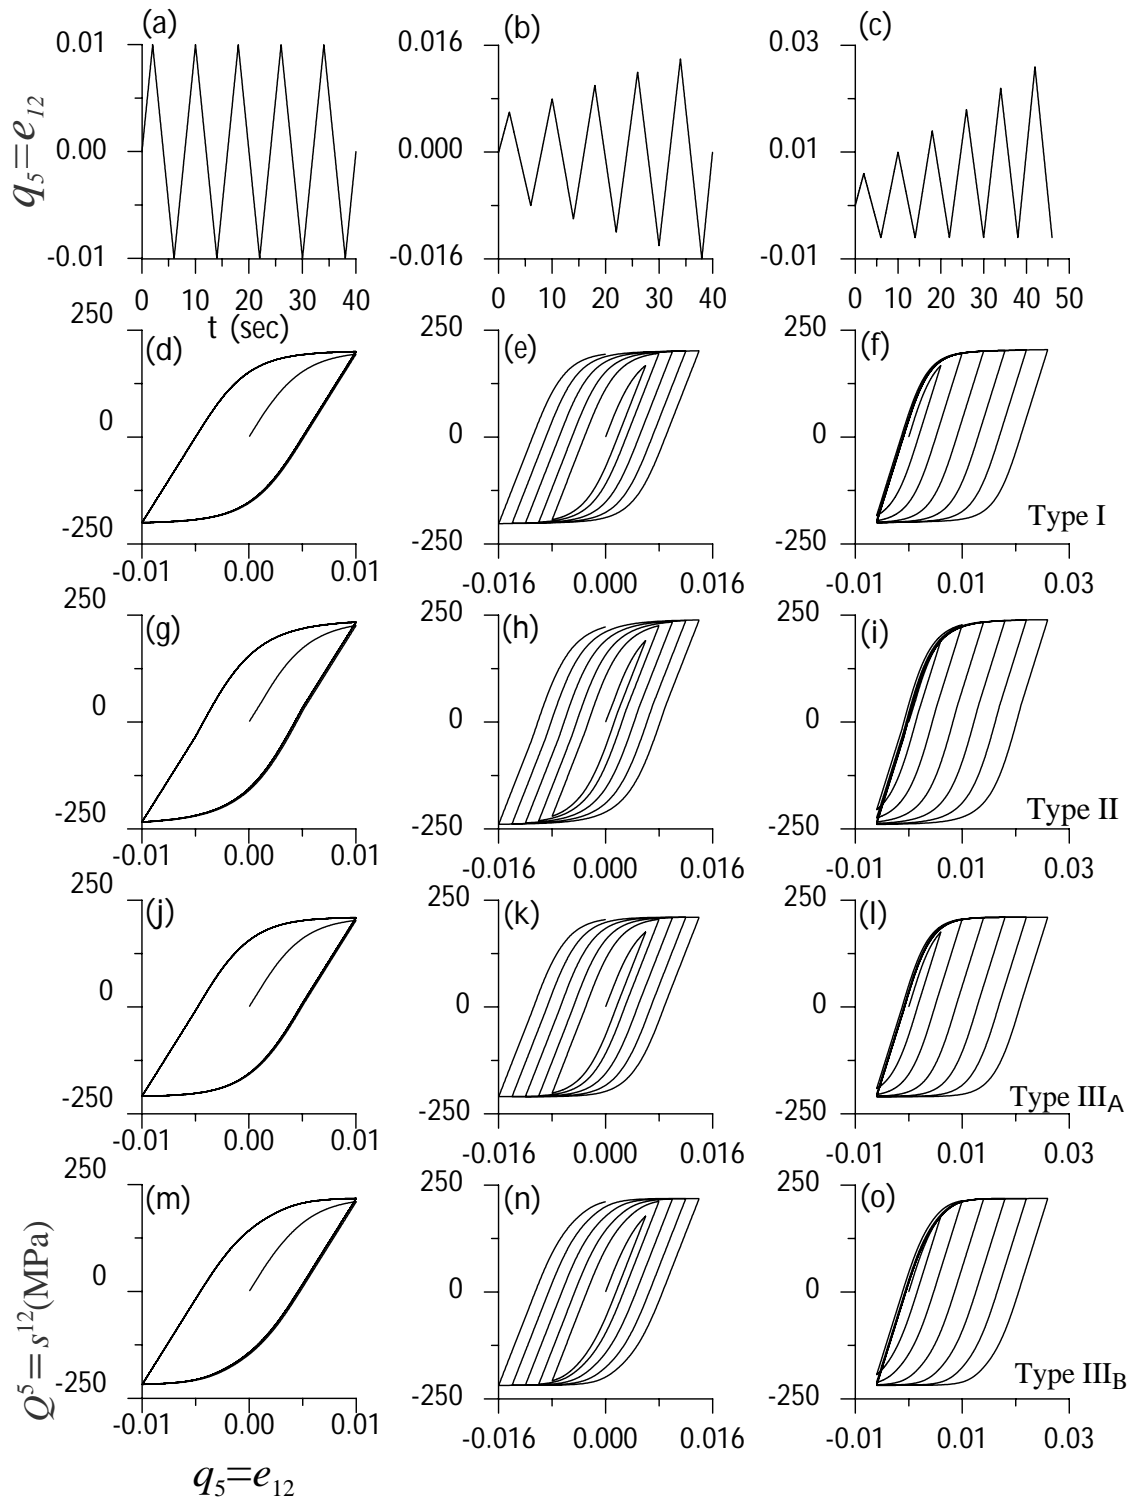 (a) (b) (c)
0.01 0.016 0.03
q5=e12
0.00 0.000 0.01
-0.01 -0.016 -0.01
0 10 20 30 40 0 10 20 30 40 0 10 20 30 40 50
t (sec)
250 250 250
(d) (e) (f)
0 0 0
Type I
-250 -250 -250
-0.01 0.00 0.01 -0.016 0.000 0.016 -0.01 0.01 0.03
250 250 250
(g) (h) (i)
0 0 0
Type II
-250 -250 -250
-0.01 0.00 0.01 -0.016 0.000 0.016 -0.01 0.01 0.03
250 250 250
(j) (k) (l)
0 0 0
Type IIIA
-250 -250 -250
-0.01 0.00 0.01 -0.016 0.000 0.016 -0.01 0.01 0.03
250 250 250
(m) (n) (o)
0 0 0
Q5=s12(MPa)
Type IIIB
-250 -250 -250
-0.01 0.00 0.01 -0.016 0.000 0.016 -0.01 0.01 0.03
q5=e12